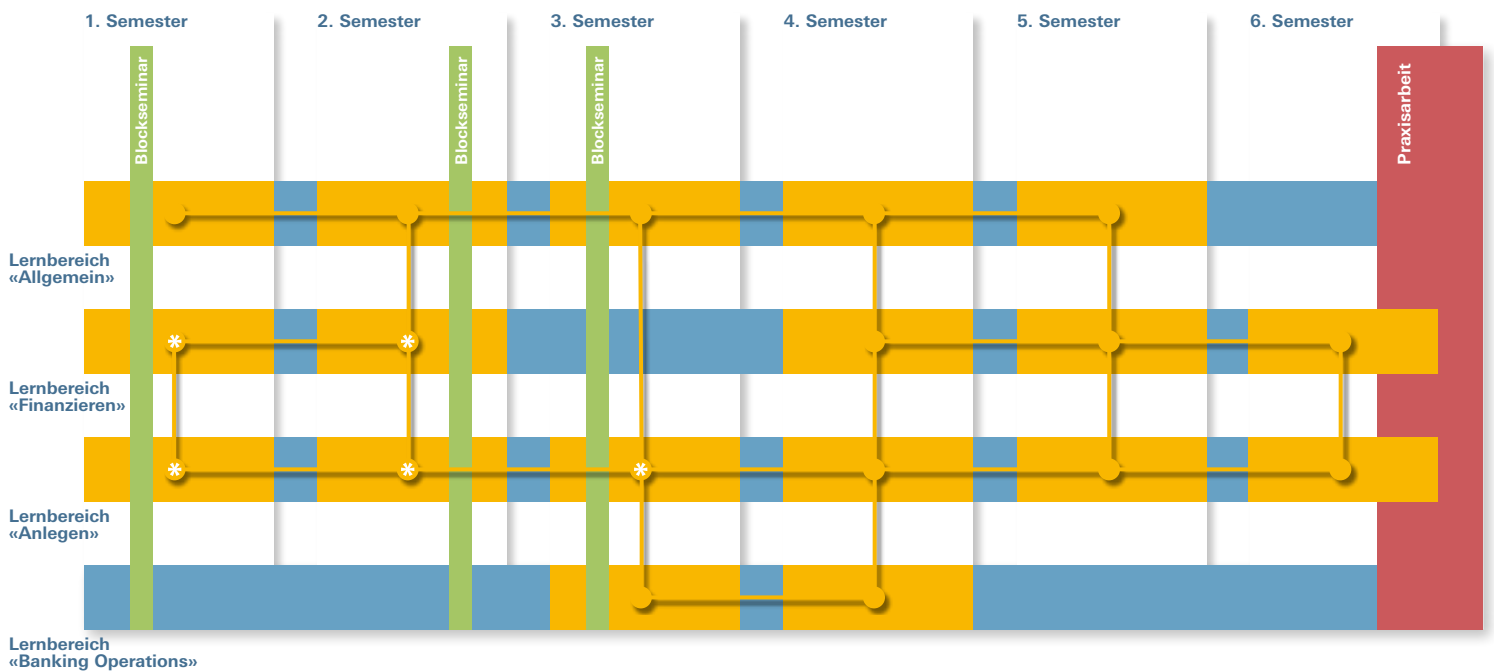 1. Semester
2. Semester
3. Semester
4. Semester
5. Semester
6. Semester
Blockseminar
Blockseminar
Blockseminar
Praxisarbeit
Lernbereich
«Allgemein»
*
*
Lernbereich
«Finanzieren»
*
*
*
Lernbereich
«Anlegen»
Lernbereich
«Banking Operations»